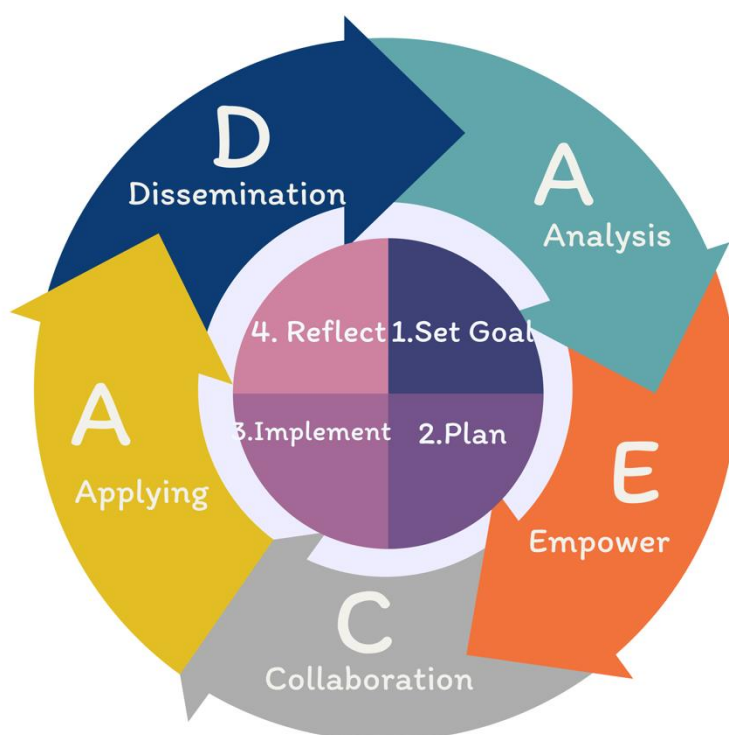 D
Dissemination
A
Analysis
E
Empower
C
Collaboration
A
Applying
4. Reflect
1.Set Goal
3.Implement
2.Plan